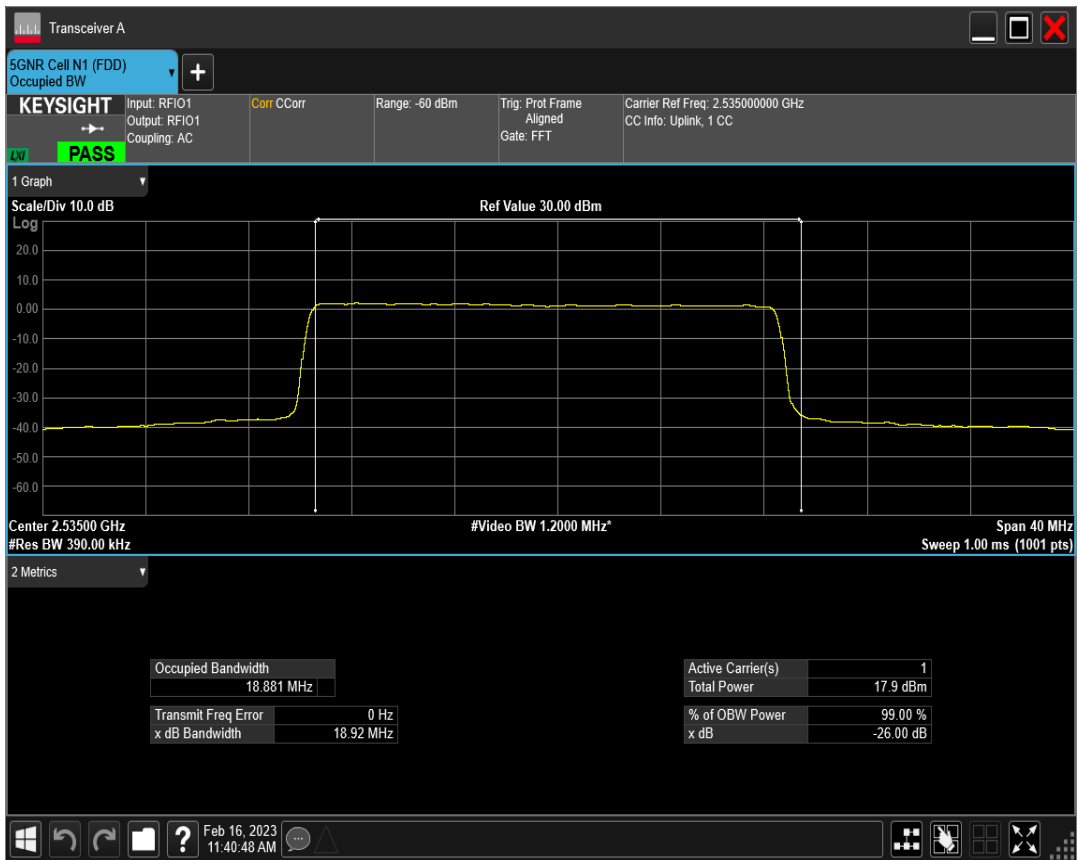 Transceiver A
5GNR Cell N1 (FDD)
Occupied BW
+
KEYSIGHT
LXI
PASS
Input: RFIO1
Output: RFIO1
Coupling: AC
Corr CCorr
Range: -60 dBm
Trig: Prot Frame
Aligned
Gate: FFT
Carrier Ref Freq: 2.535000000 GHz
CC Info: Uplink, 1 CC
1 Graph
Scale/Div 10.0 dB
Ref Value 30.00 dBm
Log
20.0
10.0
0.00
-10.0
-20.0
-30.0
-40.0
-50.0
-60.0
Center 2.53500 GHz
#Video BW 1.2000 MHz*
Span 40 MHz
#Res BW 390.00 kHz
Sweep 1.00 ms (1001 pts)
2 Metrics
Occupied Bandwidth
18.881 MHz
Transmit Freq Error 0 Hz
x dB Bandwidth 18.92 MHz
Active Carrier(s) 1
Total Power 17.9 dBm
% of OBW Power 99.00 %
x dB -26.00 dB
?
Feb 16, 2023
11:40:48 AM